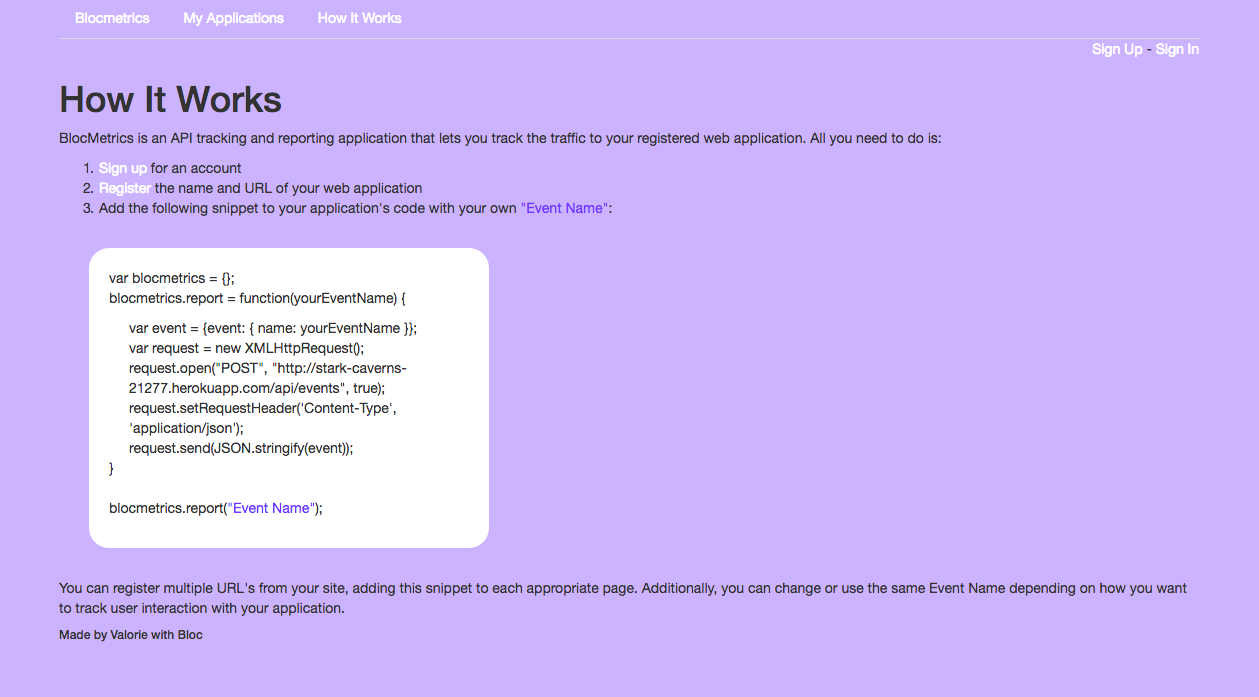 Blocmetrics My Applications How It Works
Sign Up - Sign In
How It Works
BlocMetrics is an API tracking and reporting application that lets you track the traffic to your registered web application. All you need to do is:
1. Sign up for an account
2. Register the name and URL of your web application
3. Add the following snippet to your application's code with your own "Event Name":
var blocmetrics = {};
blocmetrics.report = function(yourEventName) {
var event = {event: { name: yourEventName }};
var request = new XMLHttpRequest();
request.open("POST", "http://stark-caverns-
21277.herokuapp.com/api/events", true);
request.setRequestHeader('Content-Type',
'application/json');
request.send(JSON.stringify(event));
}
blocmetrics.report("Event Name");
You can register multiple URL's from your site, adding this snippet to each appropriate page. Additionally, you can change or use the same Event Name depending on how you want
to track user interaction with your application.
Made by Valorie with Bloc